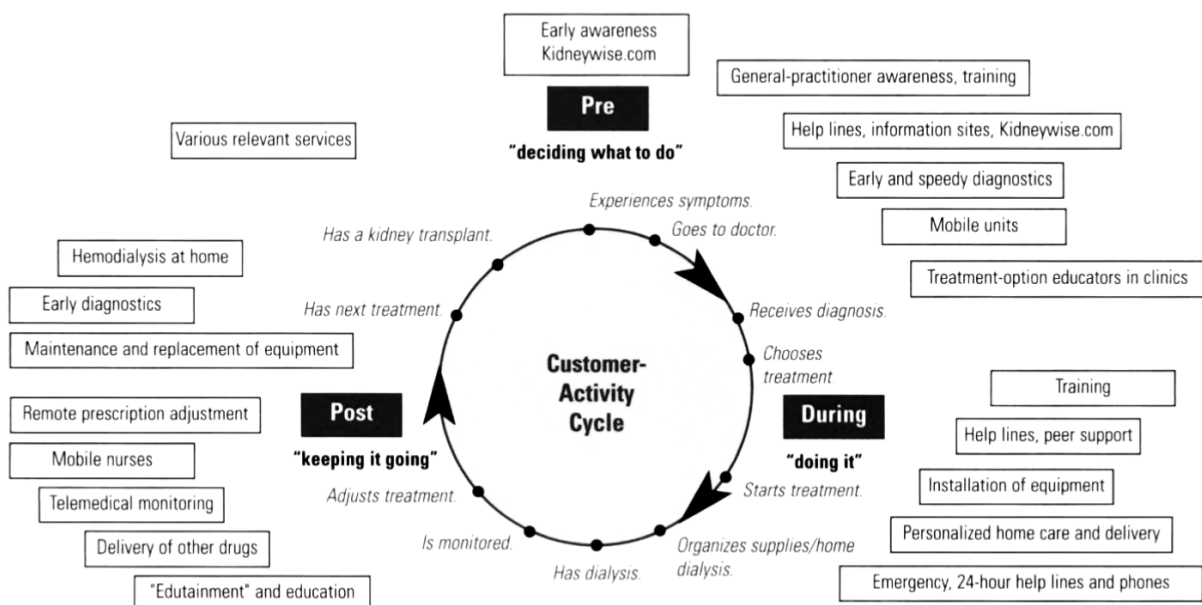 Early awareness
Kidneywise.com
Pre
"deciding what to do"
General-practitioner awareness, training
Help lines, information sites, Kidneywise.com
Early and speedy diagnostics
Mobile units
Treatment-option educators in clinics
Various relevant services
Experiences symptoms.
Goes to doctor.
Receives diagnosis.
Chooses
treatment
Customer-
Activity
Cycle
During
"doing it"
Training
Help lines, peer support
Installation of equipment
Personalized home care and delivery
Emergency, 24-hour help lines and phones
Starts treatment.
Organizes supplies/home
dialysis.
Has dialysis.
Is monitored.
Adjusts treatment.
Post
"keeping it going"
Has next treatment.
Has a kidney transplant.
Hemodialysis at home
Early diagnostics
Maintenance and replacement of equipment
Remote prescription adjustment
Mobile nurses
Telemedical monitoring
Delivery of other drugs
"Edutainment" and education